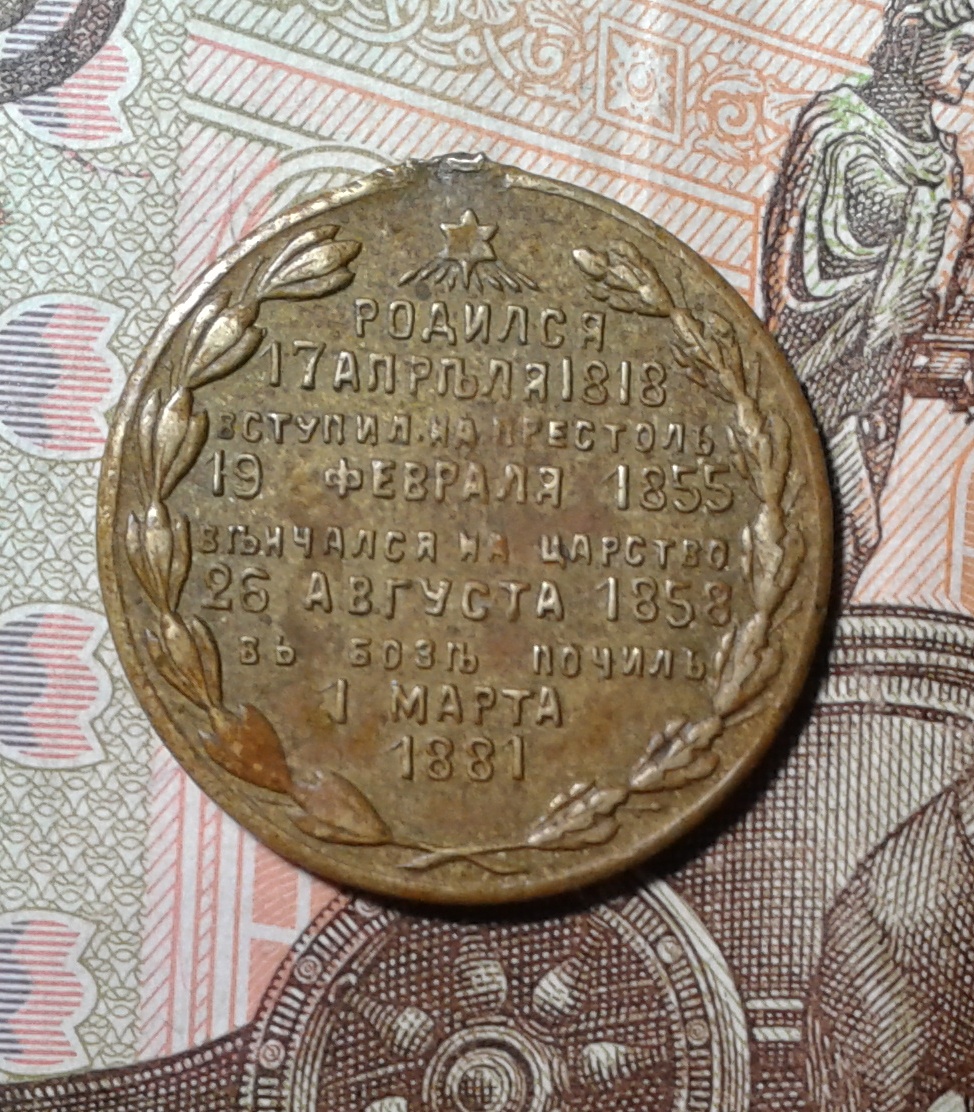 РОДИЛСЯ
17 АПРѢЛЯ 1818
ВСТУПИЛ.НА ПРЕСТОЛЪ
19 ФЕВРАЛЯ 1855
ВѢНЧАЛСЯ НА ЦАРСТВО.
26 АВГУСТА 1858
ВЪ БОЗѢ ПОЧИЛЪ
1 МАРТА
1881